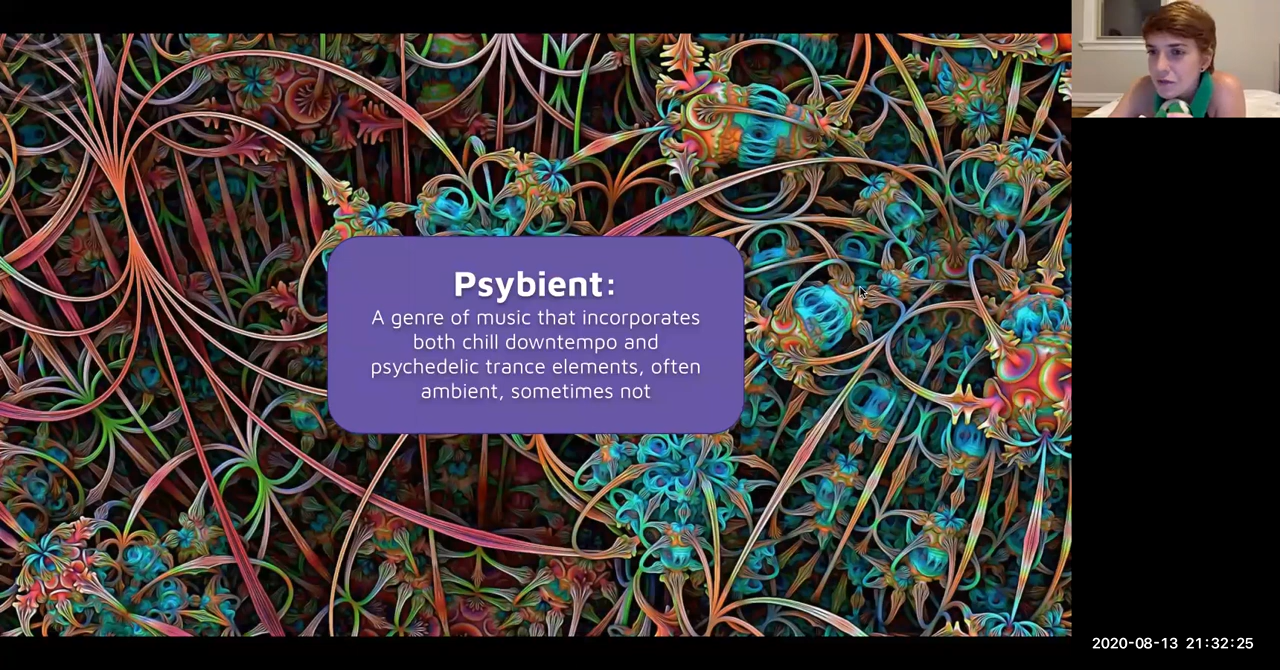 Psybient:
A genre of music that incorporates
both chill downtempo and
psychedelic trance elements, often
ambient, sometimes not
2020-08-13 21:32:25